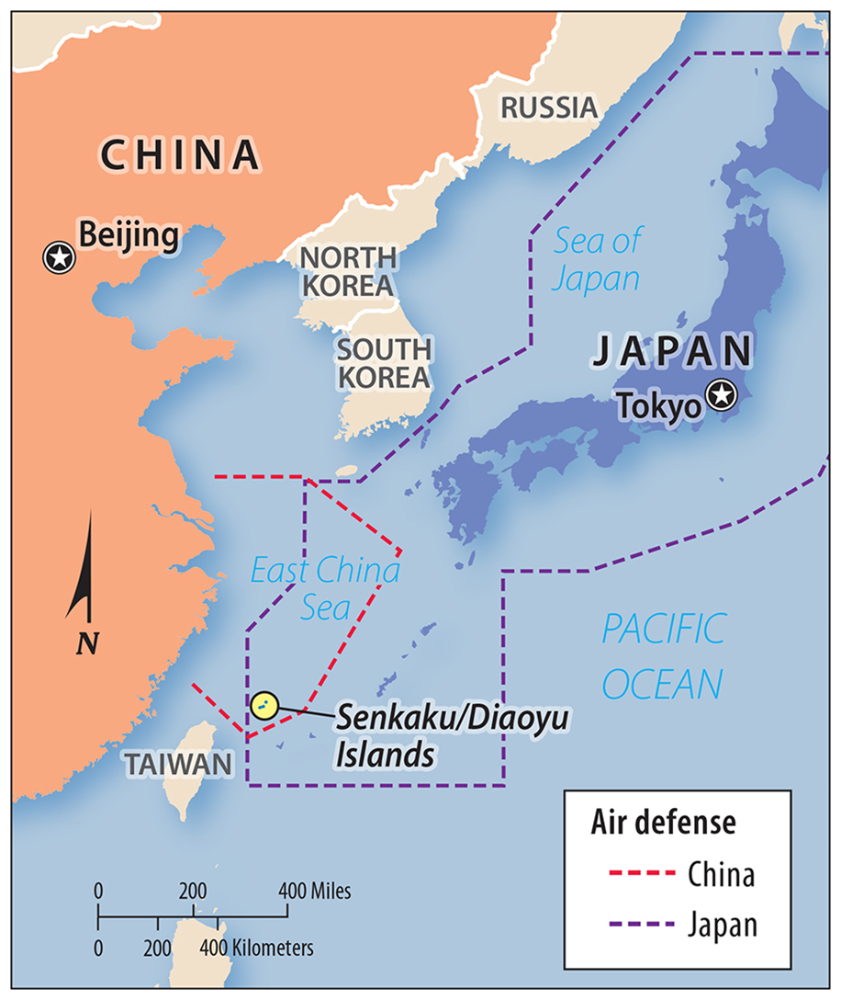 RUSSIA
CHINA
Beijing
Sea of
Japan
NORTH
KOREA
SOUTH
KOREA
JAPAN
Tokyo
East China
Sea
PACIFIC
OCEAN
N
Senkaku/Diaoyu
Islands
TAIWAN
Air defense
China
Japan
0 200 400 Miles
0 200 400 Kilometers